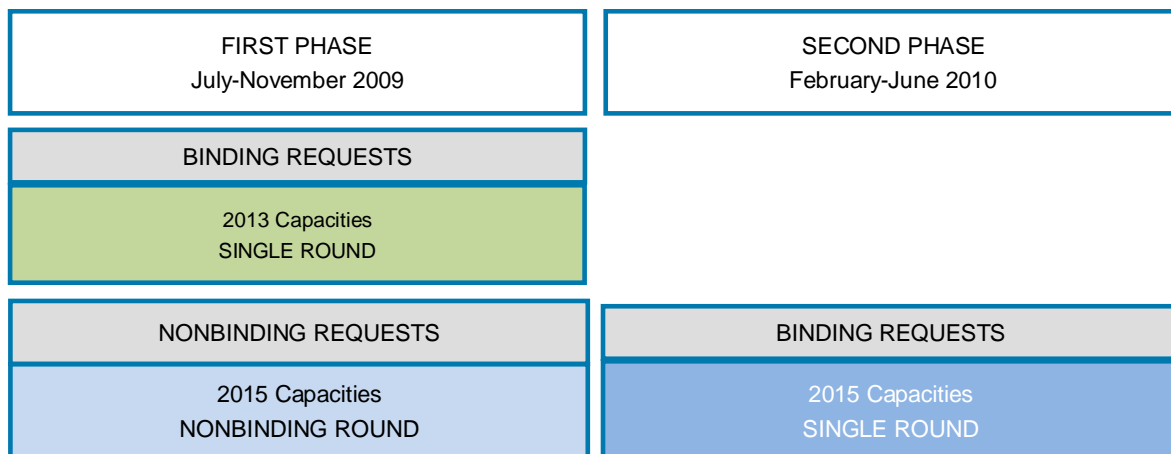 FIRST PHASE
July-November 2009
SECOND PHASE
February-June 2010
BINDING REQUESTS
2013 Capacities
SINGLE ROUND
NONBINDING REQUESTS
2015 Capacities
NONBINDING ROUND
BINDING REQUESTS
2015 Capacities
SINGLE ROUND